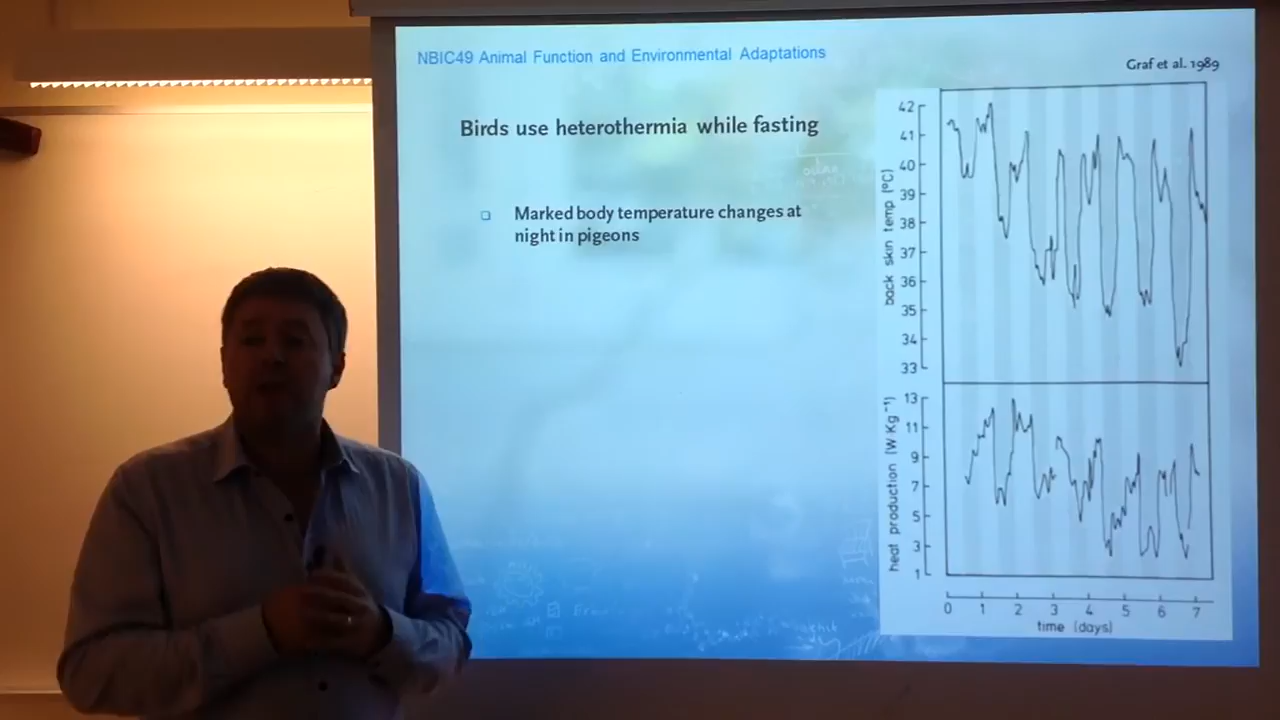 NBIC49 Animal Function and Environmental Adaptations
Graf et al. 1989
Birds use heterothermia while fasting
Marked body temperature changes at
night in pigeons
back skin temp (°C)
42
41
40
39
38
37
36
35
34
33
heat production (W Kg⁻¹)
13
11
9
7
5
3
1
0 1 2 3 4 5 6 7
time (days)